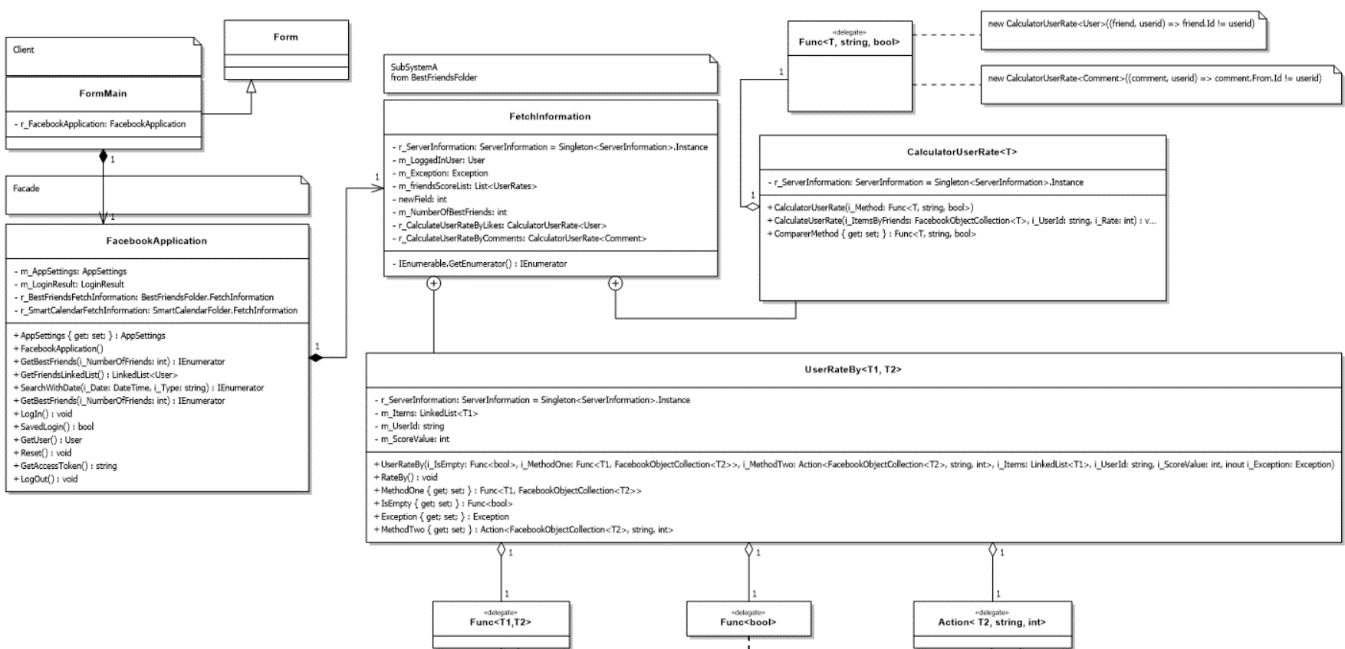 Client
FormMain
- r_FacebookApplication: FacebookApplication
Form
1
1
Facade
FacebookApplication
- m_AppSettings: AppSettings
- m_LoginResult: LoginResult
- r_BestFriendsFetchInformation: BestFriendsFolder.FetchInformation
- r_SmartCalendarFetchInformation: SmartCalendarFolder.FetchInformation
+ AppSettings { get; set; } : AppSettings
+ FacebookApplication()
+ GetBestFriends(i_NumberOfFriends: int) : IEnumerator
+ GetFriendsLinkedList() : LinkedList<User>
+ SearchWithDate(i_Date: DateTime, i_Type: string) : IEnumerator
+ GetBestFriends(i_NumberOfFriends: int) : IEnumerator
+ LogIn() : void
+ SavedLogin() : bool
+ GetUser() : User
+ Reset() : void
+ GetAccessToken() : string
+ LogOut() : void
1
1
SubSystemA
from BestFriendsFolder
FetchInformation
- r_ServerInformation: ServerInformation = Singleton<ServerInformation>.Instance
- m_LoggedInUser: User
- m_Exception: Exception
- m_friendsScoreList: List<UserRates>
- newField: int
- m_NumberOfBestFriends: int
- r_CalculateUserRateByLikes: CalculatorUserRate<User>
- r_CalculateUserRateByComments: CalculatorUserRate<Comment>
- IEnumerable.GetEnumerator() : IEnumerator
«delegate»
Func<T, string, bool>
new CalculatorUserRate<User>((friend, userid) => friend.Id != userid)
new CalculatorUserRate<Comment>((comment, userid) => comment.From.Id != userid)
1
1
CalculatorUserRate<T>
- r_ServerInformation: ServerInformation = Singleton<ServerInformation>.Instance
+ CalculatorUserRate(i_Method: Func<T, string, bool>)
+ CalculateUserRate(i_ItemsByFriends: FacebookObjectCollection<T>, i_UserId: string, i_Rate: int) : v...
+ ComparerMethod { get; set; } : Func<T, string, bool>
UserRateBy<T1, T2>
- r_ServerInformation: ServerInformation = Singleton<ServerInformation>.Instance
- m_Items: LinkedList<T1>
- m_UserId: string
- m_ScoreValue: int
+ UserRateBy(i_IsEmpty: Func<bool>, i_MethodOne: Func<T1, FacebookObjectCollection<T2>>, i_MethodTwo: Action<FacebookObjectCollection<T2>, string, int>, i_Items: LinkedList<T1>, i_UserId: string, i_ScoreValue: int, inout i_Exception: Exception)
+ RateBy() : void
+ MethodOne { get; set; } : Func<T1, FacebookObjectCollection<T2>>
+ IsEmpty { get; set; } : Func<bool>
+ Exception { get; set; } : Exception
+ MethodTwo { get; set; } : Action<FacebookObjectCollection<T2>, string, int>
1
1
1
1
1
1
«delegate»
Func<T1,T2>
«delegate»
Func<bool>
«delegate»
Action< T2, string, int>